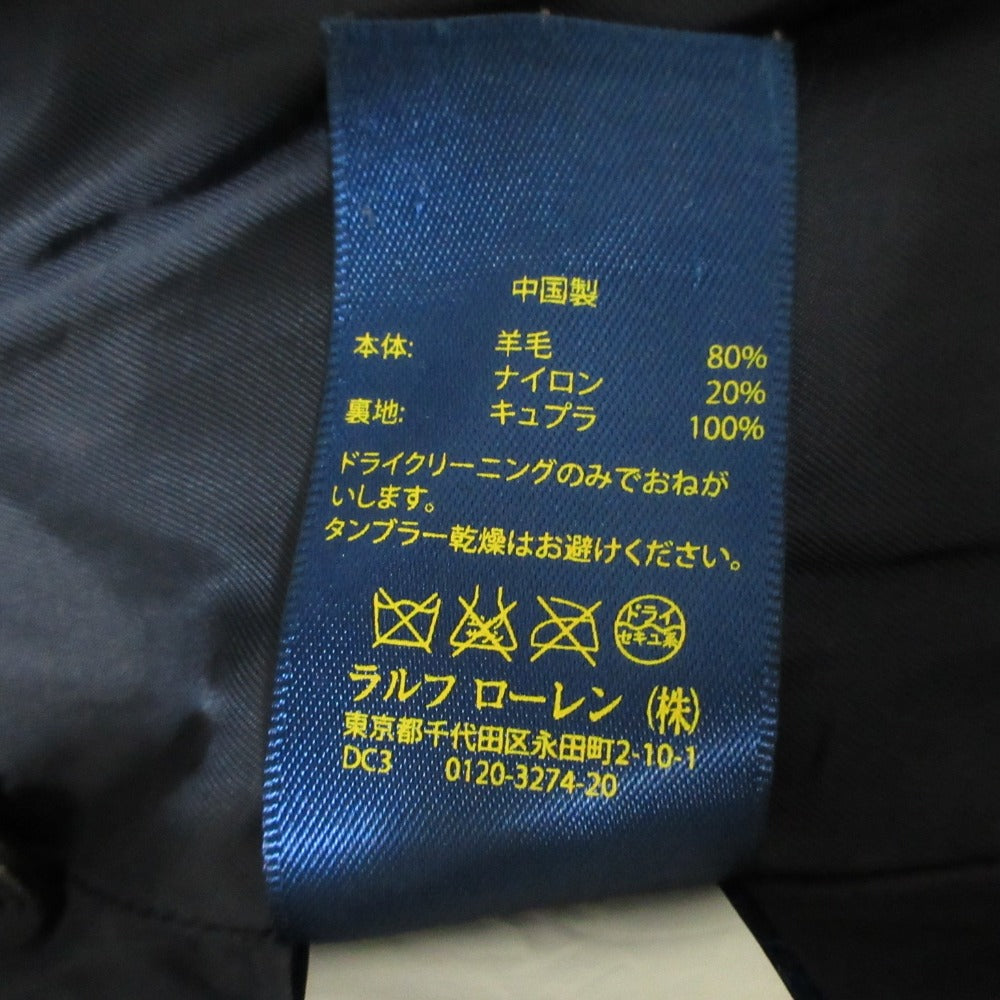 中国製
本体: 羊毛 80%
ナイロン 20%
裏地: キュプラ 100%
ドライクリーニングのみでおねが
いします。
タンブラー乾燥はお避けください。
ドライ
セキユ系
ラルフ ローレン (株)
東京都千代田区永田町2-10-1
DC3 0120-3274-20